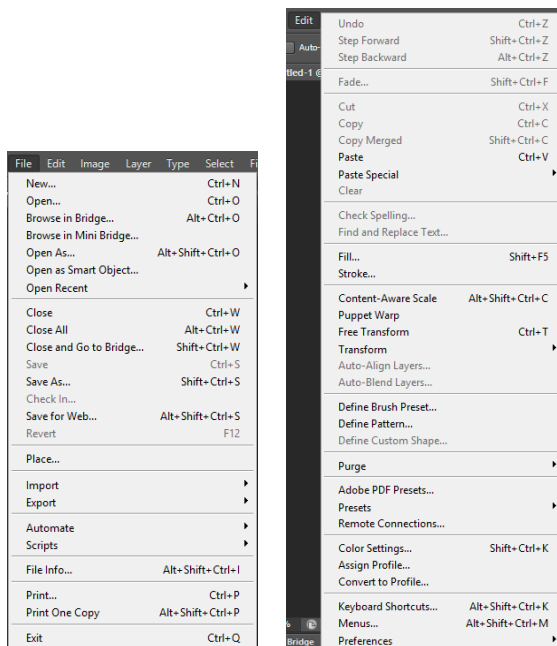 File Edit Image Layer Type Select Fi
New... Ctrl+N
Open... Ctrl+O
Browse in Bridge... Alt+Ctrl+O
Browse in Mini Bridge...
Open As... Alt+Shift+Ctrl+O
Open as Smart Object...
Open Recent
Close Ctrl+W
Close All Alt+Ctrl+W
Close and Go to Bridge... Shift+Ctrl+W
Save Ctrl+S
Save As... Shift+Ctrl+S
Check In...
Save for Web... Alt+Shift+Ctrl+S
Revert F12
Place...
Import
Export
Automate
Scripts
File Info... Alt+Shift+Ctrl+I
Print... Ctrl+P
Print One Copy Alt+Shift+Ctrl+P
Exit Ctrl+Q
Edit
Auto-
tled-1 @
Undo Ctrl+Z
Step Forward Shift+Ctrl+Z
Step Backward Alt+Ctrl+Z
Fade... Shift+Ctrl+F
Cut Ctrl+X
Copy Ctrl+C
Copy Merged Shift+Ctrl+C
Paste Ctrl+V
Paste Special
Clear
Check Spelling...
Find and Replace Text...
Fill... Shift+F5
Stroke...
Content-Aware Scale Alt+Shift+Ctrl+C
Puppet Warp
Free Transform Ctrl+T
Transform
Auto-Align Layers...
Auto-Blend Layers...
Define Brush Preset...
Define Pattern...
Define Custom Shape...
Purge
Adobe PDF Presets...
Presets
Remote Connections...
Color Settings... Shift+Ctrl+K
Assign Profile...
Convert to Profile...
Keyboard Shortcuts... Alt+Shift+Ctrl+K
Menus... Alt+Shift+Ctrl+M
Preferences
%
Bridge